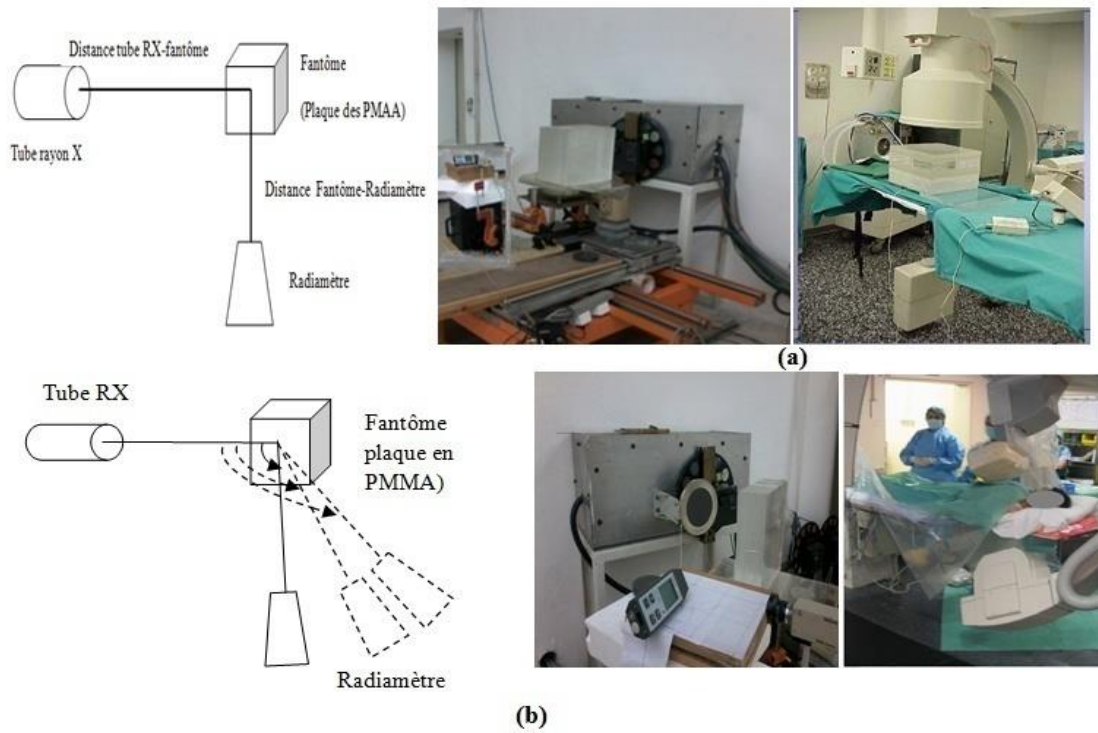 Distance tube RX-fantôme
Fantôme
(Plaque des PMAA)
Tube rayon X
Distance Fantôme-Radiamètre
Radiamètre
(a)
Tube RX
Fantôme
plaque en
PMMA)
Radiamètre
(b)